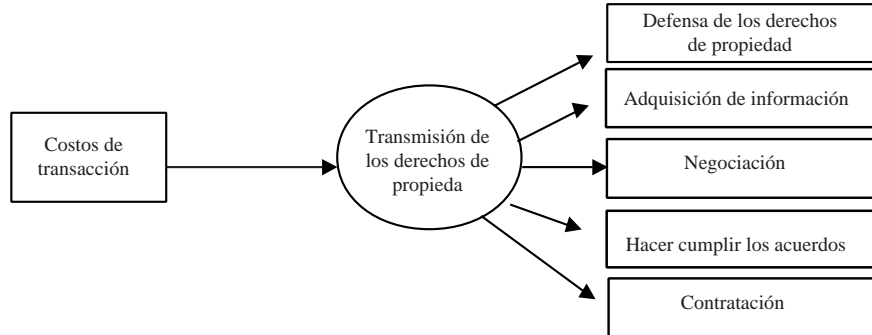 Costos de
transacción
Transmisión de
los derechos de
propieda
Defensa de los derechos
de propiedad
Adquisición de información
Negociación
Hacer cumplir los acuerdos
Contratación